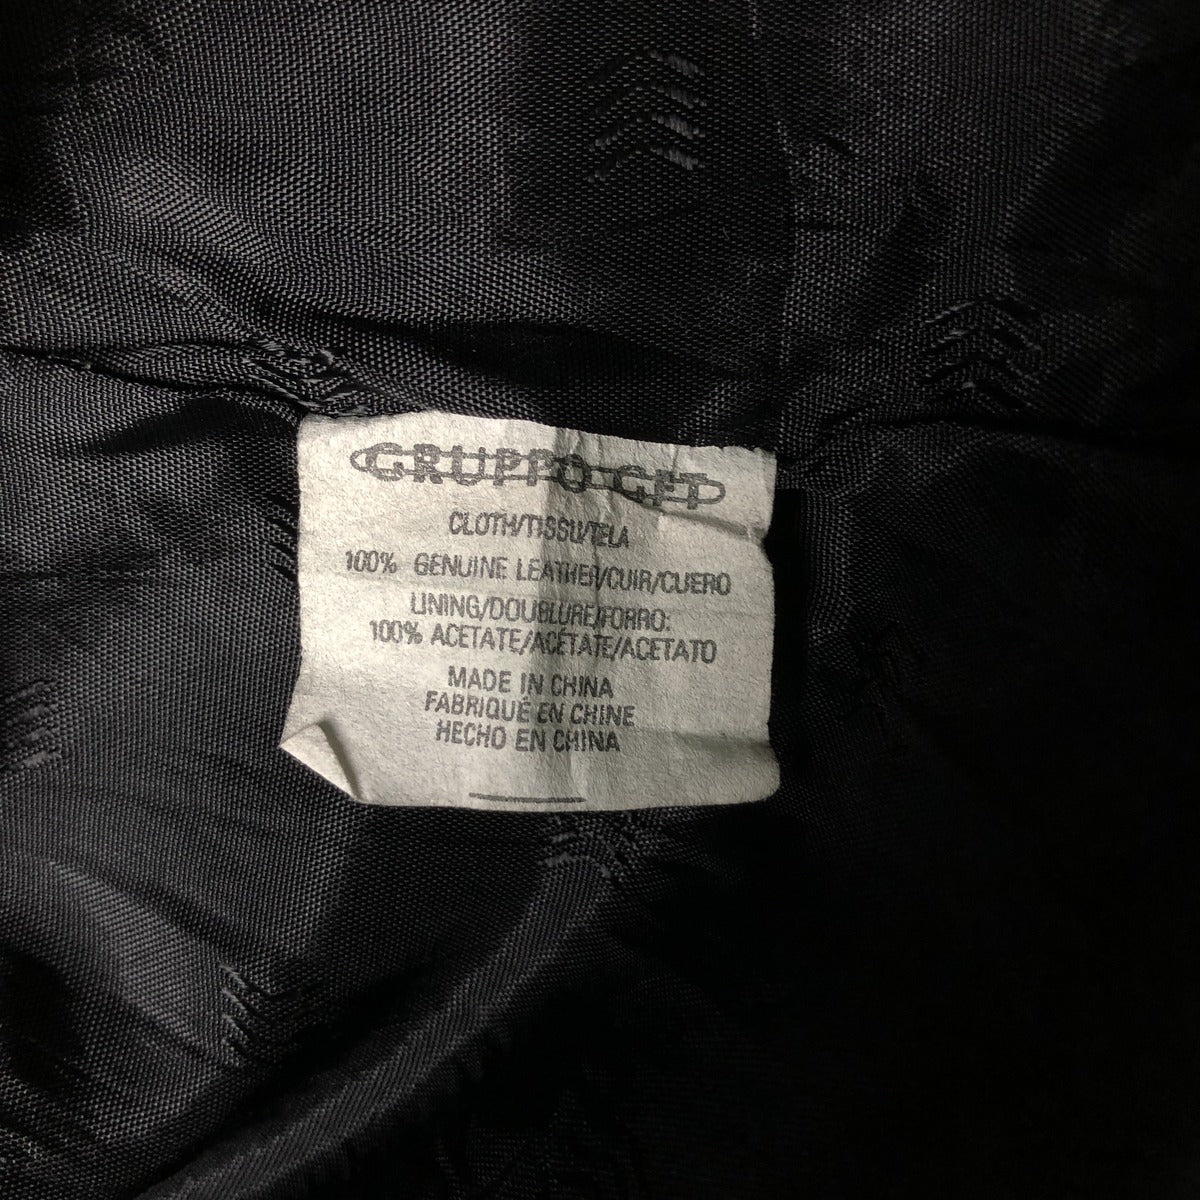 GRUPPO GFT
CLOTH/TISSU/TELA
100% GENUINE LEATHER/CUIR/CUERO
LINING/DOUBLURE/FORRO:
100% ACETATE/ACÉTATE/ACETATO
MADE IN CHINA
FABRIQUÉ EN CHINE
HECHO EN CHINA